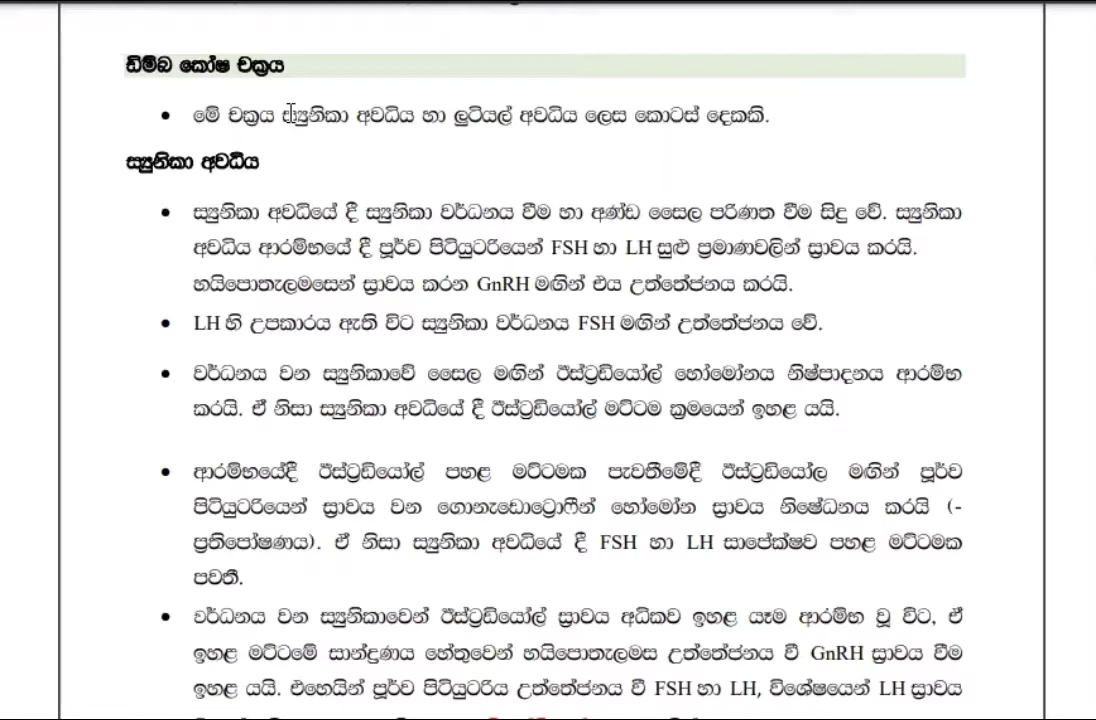 ඩිම්බ කෝෂ චක්‍රය
• මේ චක්‍රය ස්‍යුනිකා අවධිය හා ලුටියල් අවධිය ලෙස කොටස් දෙකකි.
ස්‍යුනිකා අවධිය
• ස්‍යුනිකා අවධියේ දී ස්‍යුනිකා වර්ධනය වීම හා අණ්ඩ සෛල පරිණත වීම සිදු වේ. ස්‍යුනිකා
අවධිය ආරම්භයේ දී පූර්ව පිටියුටරියෙන් FSH හා LH සුළු ප්‍රමාණවලින් ස්‍රාවය කරයි.
හයිපොතැලමසෙන් ස්‍රාවය කරන GnRH මඟින් එය උත්තේජනය කරයි.
• LH හි උපකාරය ඇති විට ස්‍යුනිකා වර්ධනය FSH මඟින් උත්තේජනය වේ.
• වර්ධනය වන ස්‍යුනිකාවේ සෛල මඟින් ඊස්ට්‍රඩියෝල් හෝමෝනය නිෂ්පාදනය ආරම්භ
කරයි. ඒ නිසා ස්‍යුනිකා අවධියේ දී ඊස්ට්‍රඩියෝල් මට්ටම ක්‍රමයෙන් ඉහළ යයි.
• ආරම්භයේදී ඊස්ට්‍රඩියෝල් පහළ මට්ටමක පැවතීමේදී ඊස්ට්‍රඩියෝල මඟින් පූර්ව
පිටියුටරියෙන් ස්‍රාවය වන ගොනැඩොට්‍රොෆීන් හෝමෝන ස්‍රාවය නිෂේධනය කරයි (-
ප්‍රතිපෝෂණය). ඒ නිසා ස්‍යුනිකා අවධියේ දී FSH හා LH සාපේක්ෂව පහළ මට්ටමක
පවතී.
• වර්ධනය වන ස්‍යුනිකාවෙන් ඊස්ට්‍රඩියෝල් ස්‍රාවය අධිකව ඉහළ යෑම ආරම්භ වූ විට, ඒ
ඉහළ මට්ටමේ සාන්ද්‍රණය හේතුවෙන් හයිපොතැලමස උත්තේජනය වී GnRH ස්‍රාවය වීම
ඉහළ යයි. එහෙයින් පූර්ව පිටියුටරිය උත්තේජනය වී FSH හා LH, විශේෂයෙන් LH ස්‍රාවය